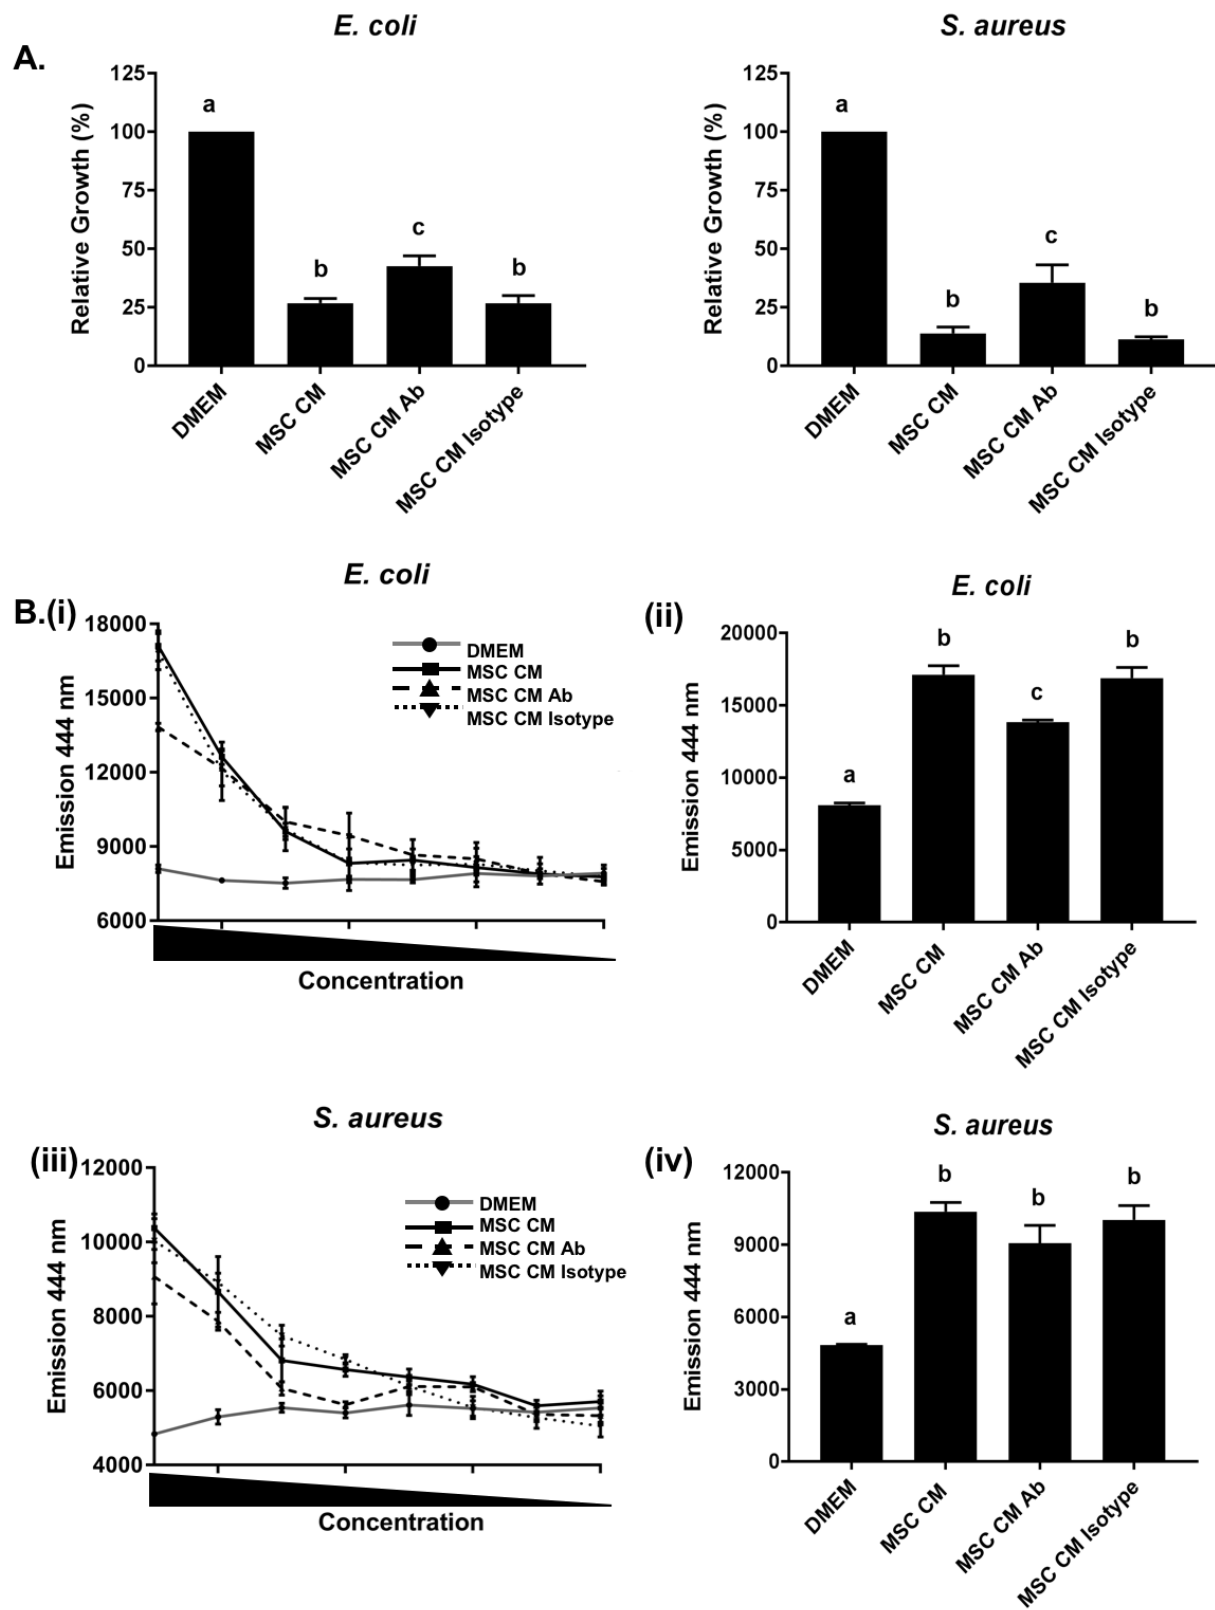 E. coli
S. aureus
A.
125
100
75
50
25
0
Relative Growth (%)
a
b
c
b
DMEM
MSC CM
MSC CM Ab
MSC CM Isotype
125
100
75
50
25
0
Relative Growth (%)
a
b
c
b
DMEM
MSC CM
MSC CM Ab
MSC CM Isotype
B.(i)
E. coli
18000
15000
12000
9000
6000
Emission 444 nm
DMEM
MSC CM
MSC CM Ab
MSC CM Isotype
Concentration
(ii)
E. coli
20000
15000
10000
5000
0
Emission 444 nm
a
b
c
b
DMEM
MSC CM
MSC CM Ab
MSC CM Isotype
(iii)
S. aureus
12000
10000
8000
6000
4000
Emission 444 nm
DMEM
MSC CM
MSC CM Ab
MSC CM Isotype
Concentration
(iv)
S. aureus
12000
9000
6000
3000
0
Emission 444 nm
a
b
b
b
DMEM
MSC CM
MSC CM Ab
MSC CM Isotype